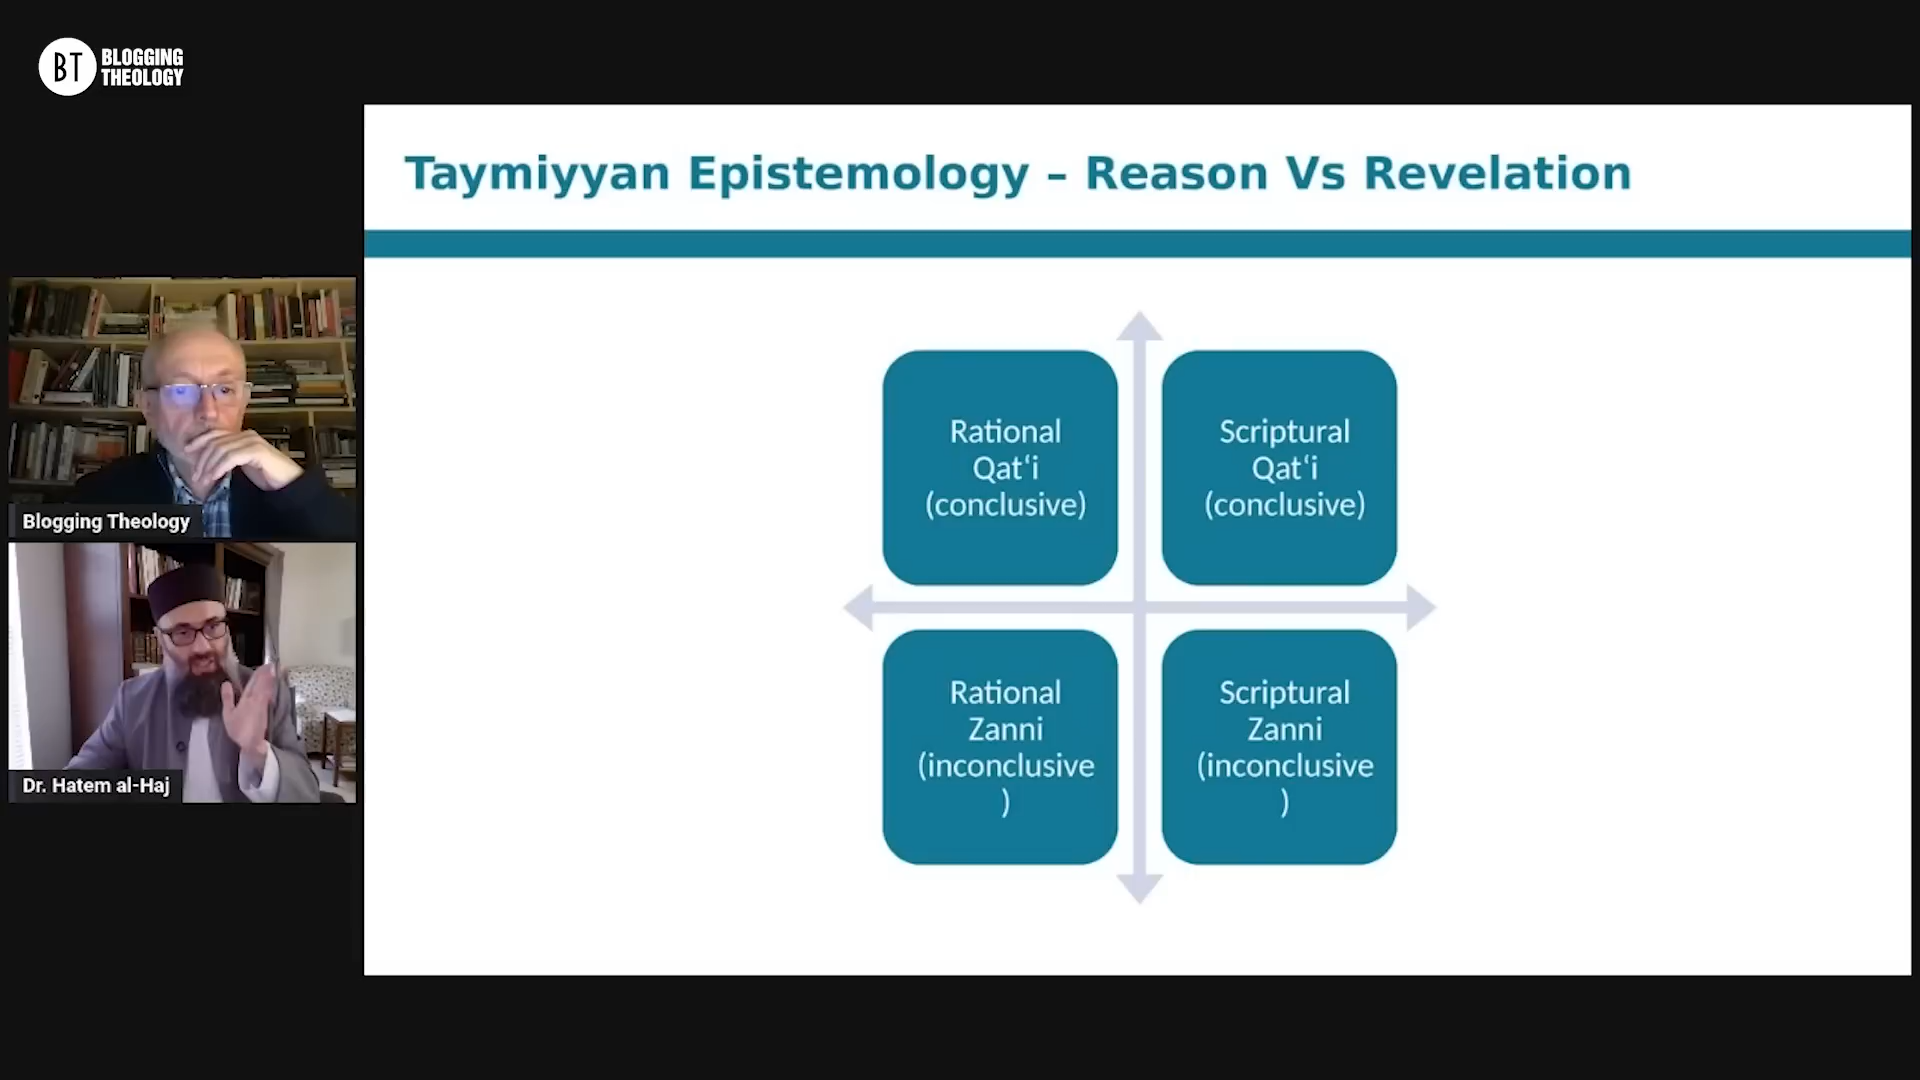 BT BLOGGING
THEOLOGY
Taymiyyan Epistemology – Reason Vs Revelation
Rational
Qat‘i
(conclusive)
Scriptural
Qat‘i
(conclusive)
Rational
Zanni
(inconclusive
)
Scriptural
Zanni
(inconclusive
)
Blogging Theology
Dr. Hatem al-Haj